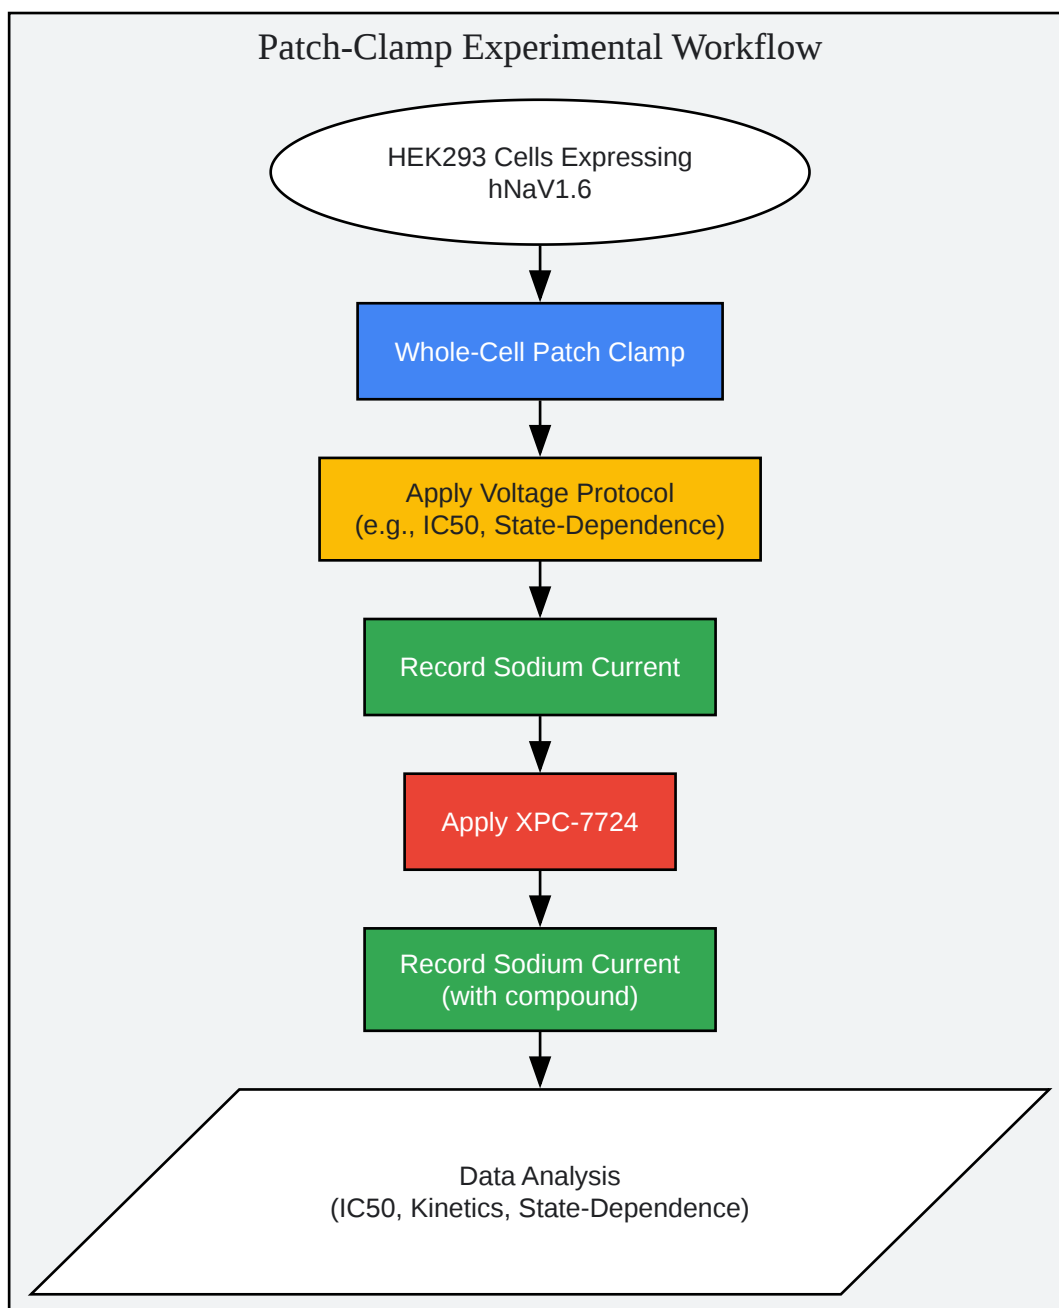 Patch-Clamp Experimental Workflow
HEK293 Cells Expressing
hNaV1.6
Whole-Cell Patch Clamp
Apply Voltage Protocol
(e.g., IC50, State-Dependence)
Record Sodium Current
Apply XPC-7724
Record Sodium Current
(with compound)
Data Analysis
(IC50, Kinetics, State-Dependence)